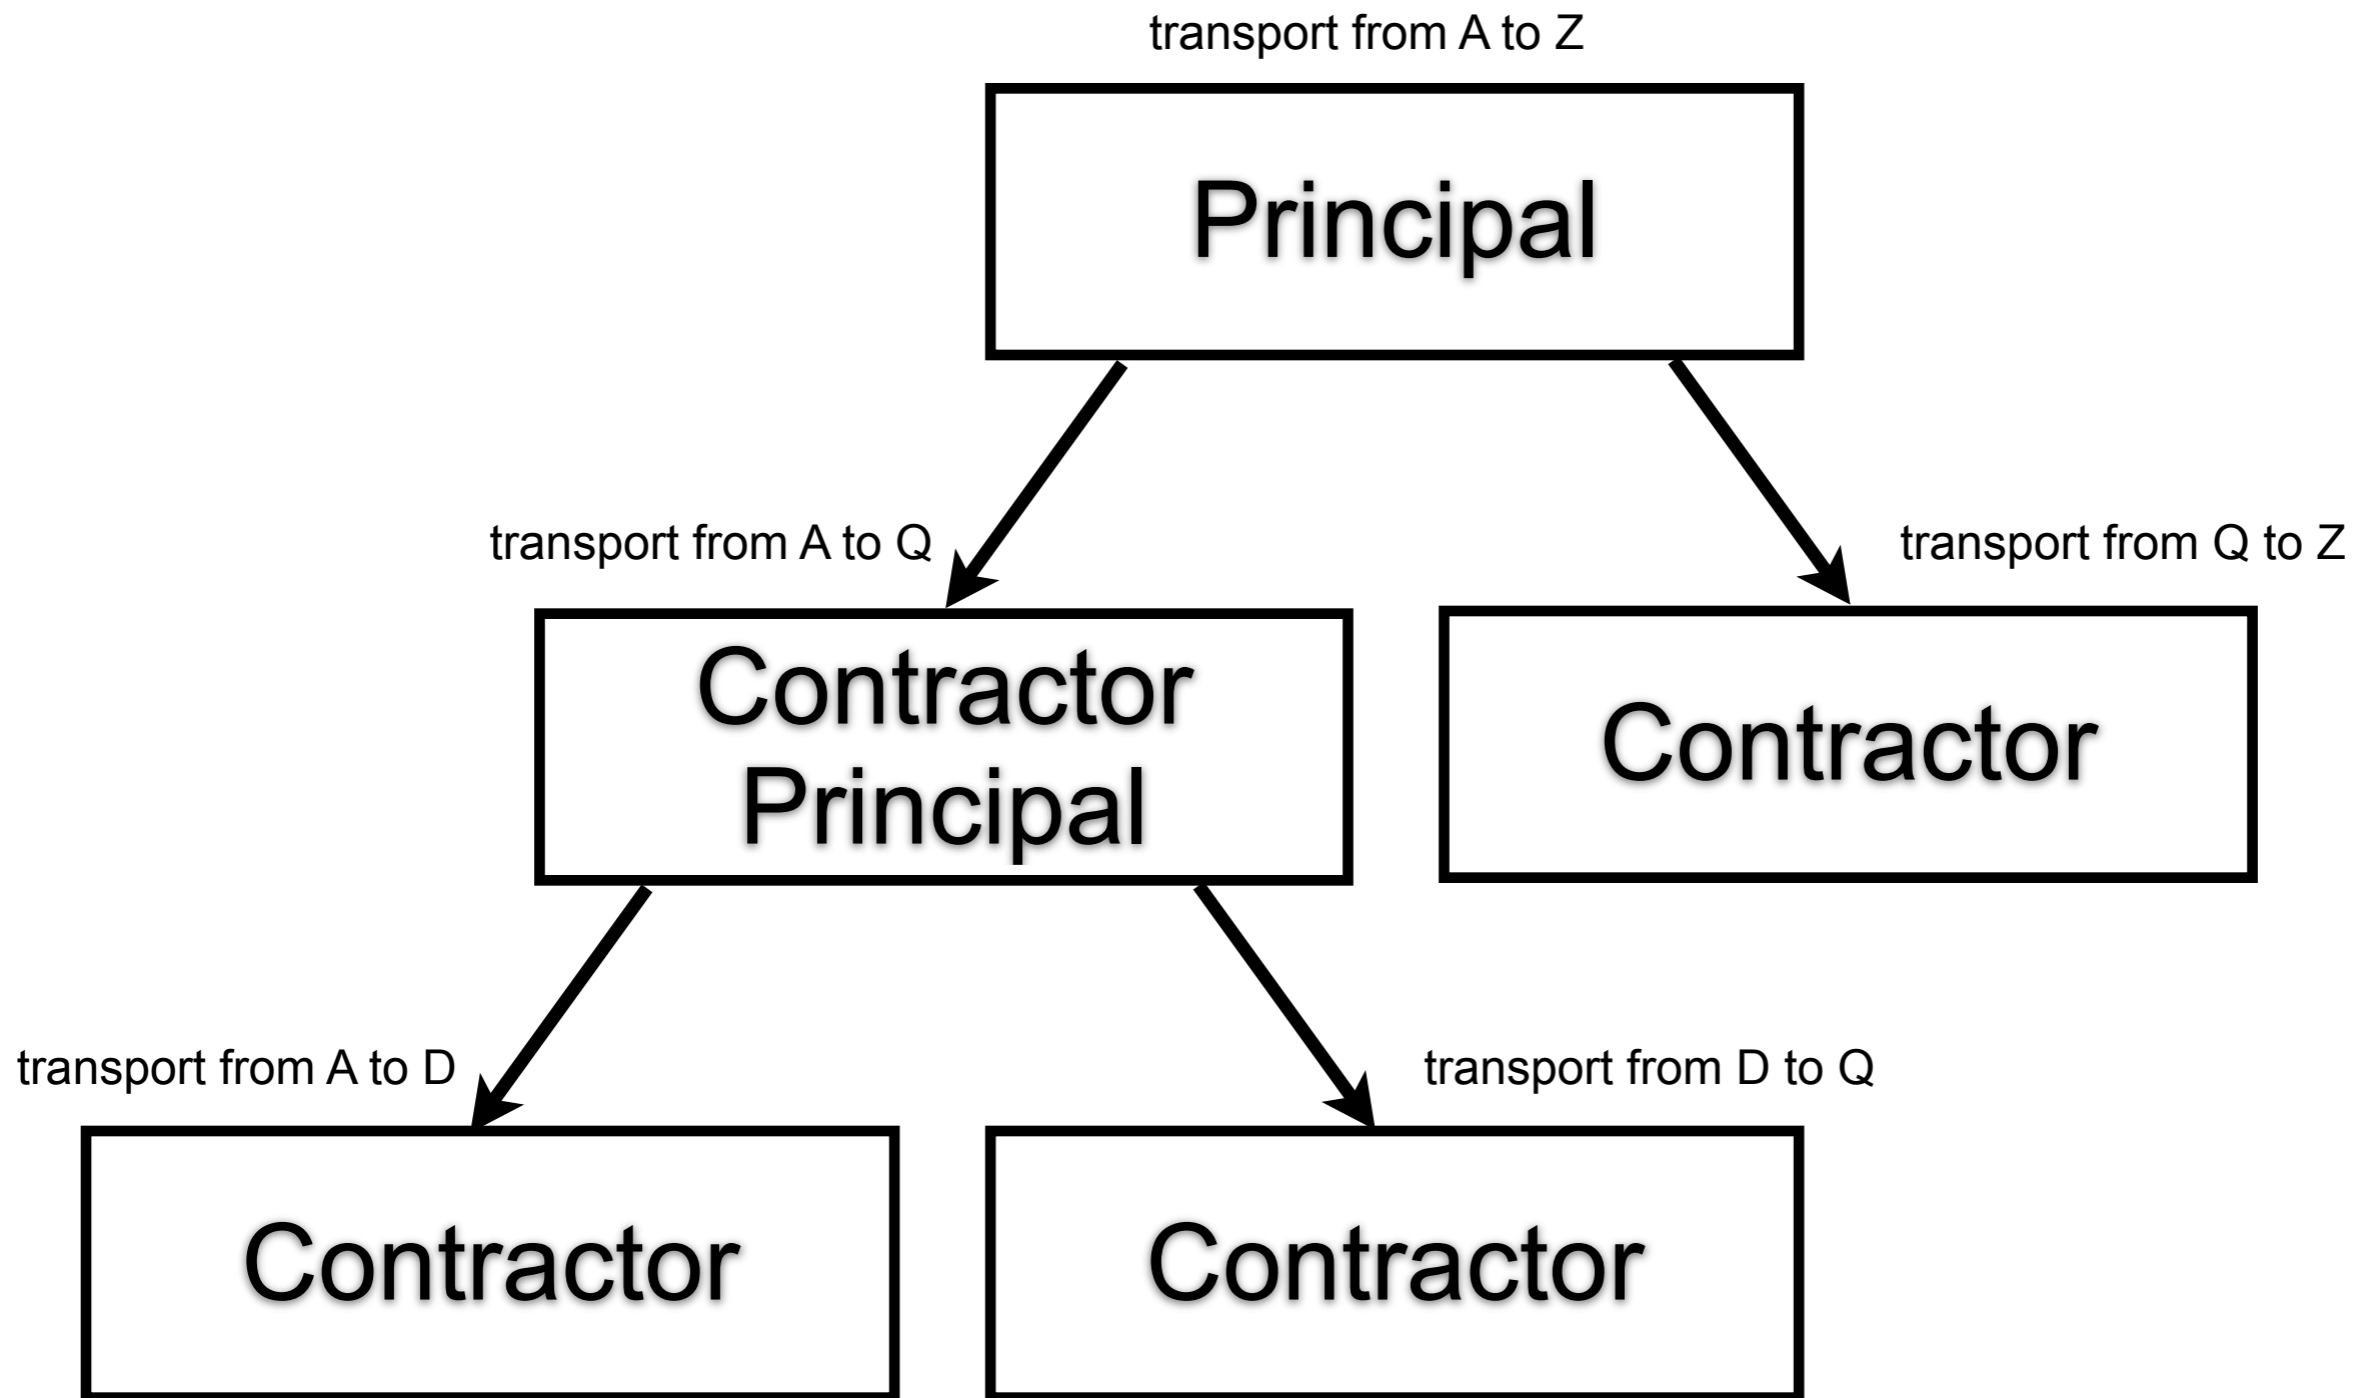 transport from A to Z
Principal
transport from A to Q
transport from Q to Z
Contractor
Principal
Contractor
transport from A to D
transport from D to Q
Contractor
Contractor